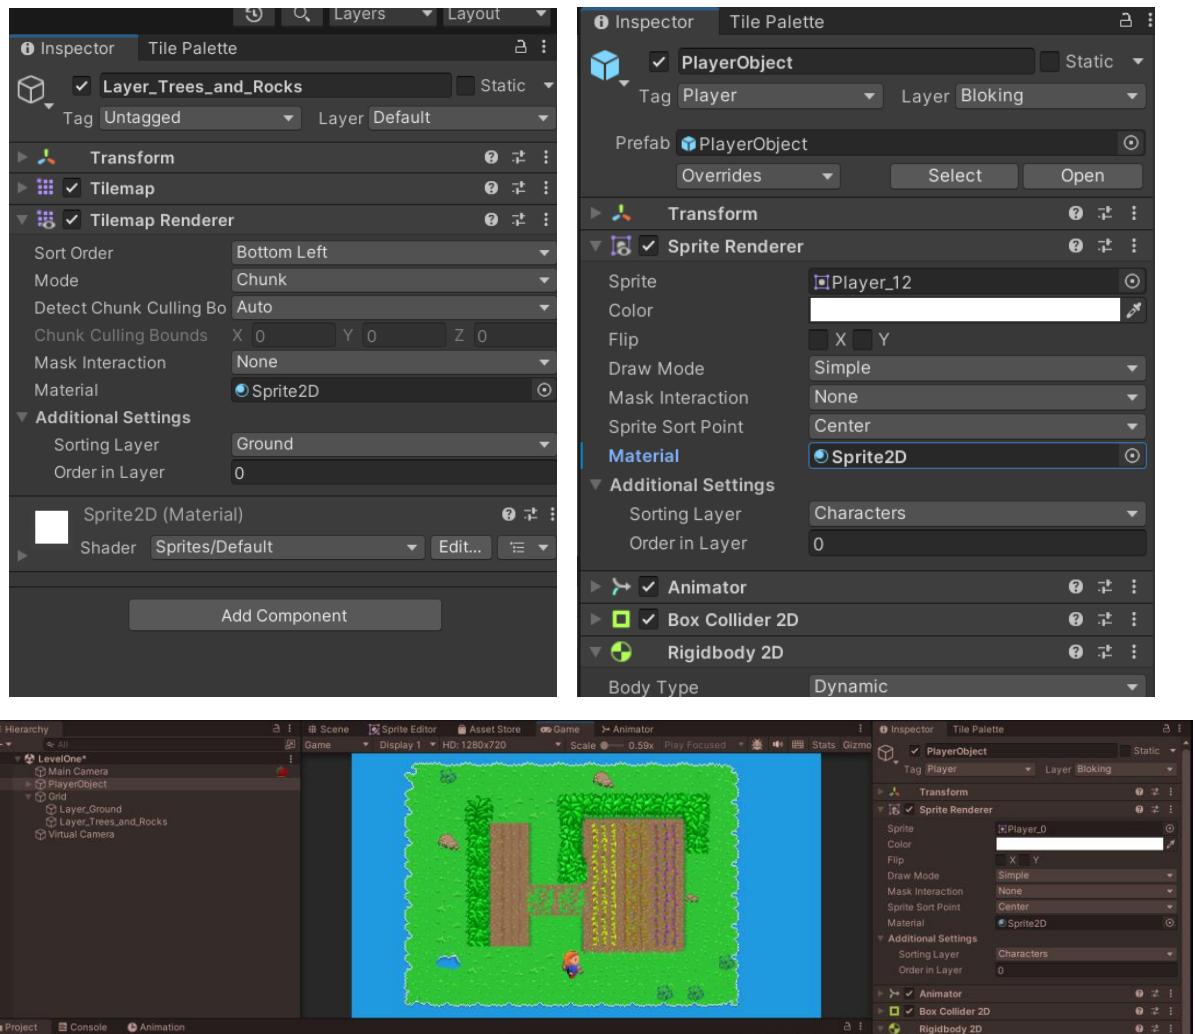 Layers Layout
Inspector Tile Palette
Layer_Trees_and_Rocks Static
Tag Untagged Layer Default
Transform
Tilemap
Tilemap Renderer
Sort Order Bottom Left
Mode Chunk
Detect Chunk Culling Bo Auto
Chunk Culling Bounds X 0 Y 0 Z 0
Mask Interaction None
Material Sprite2D
Additional Settings
Sorting Layer Ground
Order in Layer 0
Sprite2D (Material)
Shader Sprites/Default Edit...
Add Component
Inspector Tile Palette
PlayerObject Static
Tag Player Layer Bloking
Prefab PlayerObject
Overrides Select Open
Transform
Sprite Renderer
Sprite Player_12
Color
Flip X Y
Draw Mode Simple
Mask Interaction None
Sprite Sort Point Center
Material Sprite2D
Additional Settings
Sorting Layer Characters
Order in Layer 0
Animator
Box Collider 2D
Rigidbody 2D
Body Type Dynamic
Hierarchy
All
LevelOne*
Main Camera
PlayerObject
Grid
Layer_Ground
Layer_Trees_and_Rocks
Virtual Camera
Scene Sprite Editor Asset Store Game Animator
Game Display 1 HD: 1280x720 Scale 0.59x Play Focused Stats Gizmo
Inspector Tile Palette
PlayerObject Static
Tag Player Layer Bloking
Transform
Sprite Renderer
Sprite Player_0
Color
Flip X Y
Draw Mode Simple
Mask Interaction None
Sprite Sort Point Center
Material Sprite2D
Additional Settings
Sorting Layer Characters
Order in Layer 0
Animator
Box Collider 2D
Rigidbody 2D
Project Console Animation